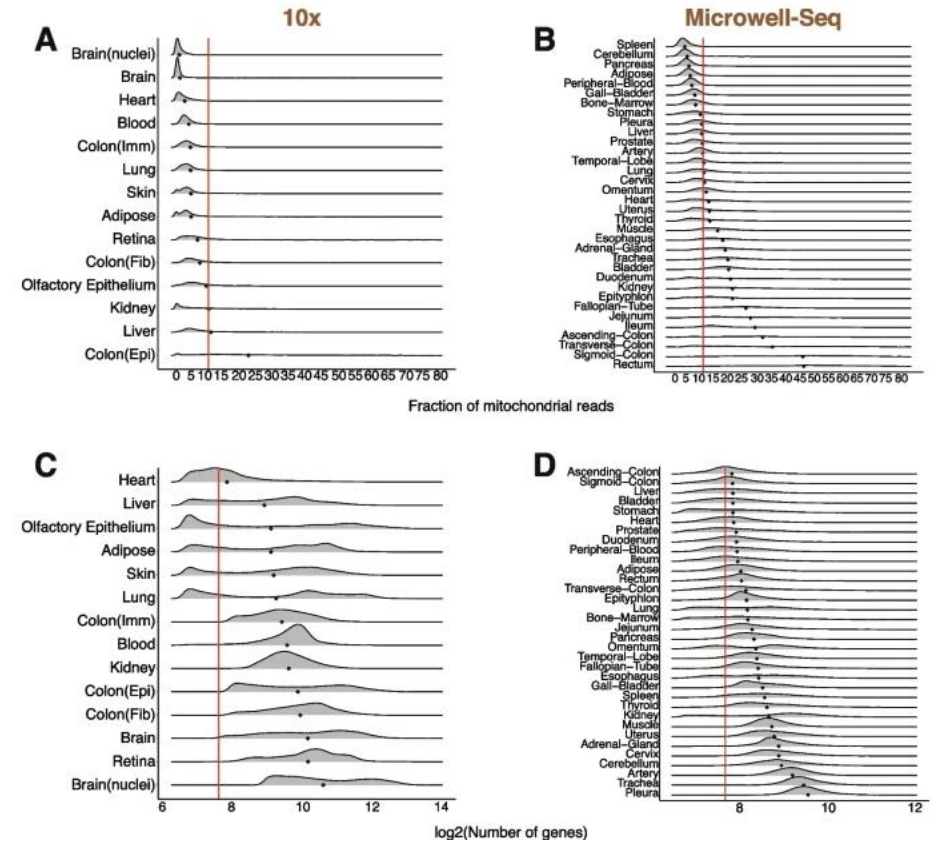 10x
Microwell-Seq
A
Brain(nuclei)
Brain
Heart
Blood
Colon(Imm)
Lung
Skin
Adipose
Retina
Colon(Fib)
Olfactory Epithelium
Kidney
Liver
Colon(Epi)
0 5 10 15 20 25 30 35 40 45 50 55 60 65 70 75 80
B
Spleen
Cerebellum
Pancreas
Adipose
Peripheral–Blood
Gall–Bladder
Bone–Marrow
Stomach
Pleura
Liver
Prostate
Artery
Temporal–Lobe
Lung
Cervix
Omentum
Heart
Uterus
Thyroid
Muscle
Esophagus
Adrenal–Gland
Trachea
Bladder
Duodenum
Kidney
Epityphlon
Fallopian–Tube
Jejunum
Ileum
Ascending–Colon
Transverse–Colon
Sigmoid–Colon
Rectum
0 5 10 15 20 25 30 35 40 45 50 55 60 65 70 75 80
Fraction of mitochondrial reads
C
Heart
Liver
Olfactory Epithelium
Adipose
Skin
Lung
Colon(Imm)
Blood
Kidney
Colon(Epi)
Colon(Fib)
Brain
Retina
Brain(nuclei)
6 8 10 12 14
D
Ascending–Colon
Sigmoid–Colon
Liver
Bladder
Stomach
Heart
Prostate
Duodenum
Peripheral–Blood
Ileum
Adipose
Rectum
Transverse–Colon
Epityphlon
Lung
Bone–Marrow
Jejunum
Pancreas
Omentum
Temporal–Lobe
Fallopian–Tube
Esophagus
Gall–Bladder
Spleen
Thyroid
Kidney
Muscle
Uterus
Adrenal–Gland
Cervix
Cerebellum
Artery
Trachea
Pleura
8 10 12
log2(Number of genes)